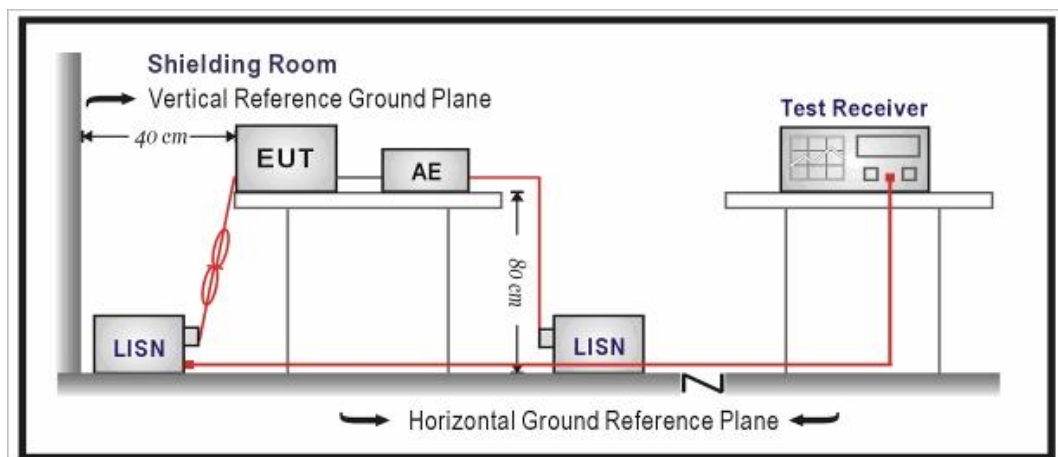 Shielding Room
Vertical Reference Ground Plane
40 cm
EUT
AE
Test Receiver
80 cm
LISN
LISN
Horizontal Ground Reference Plane